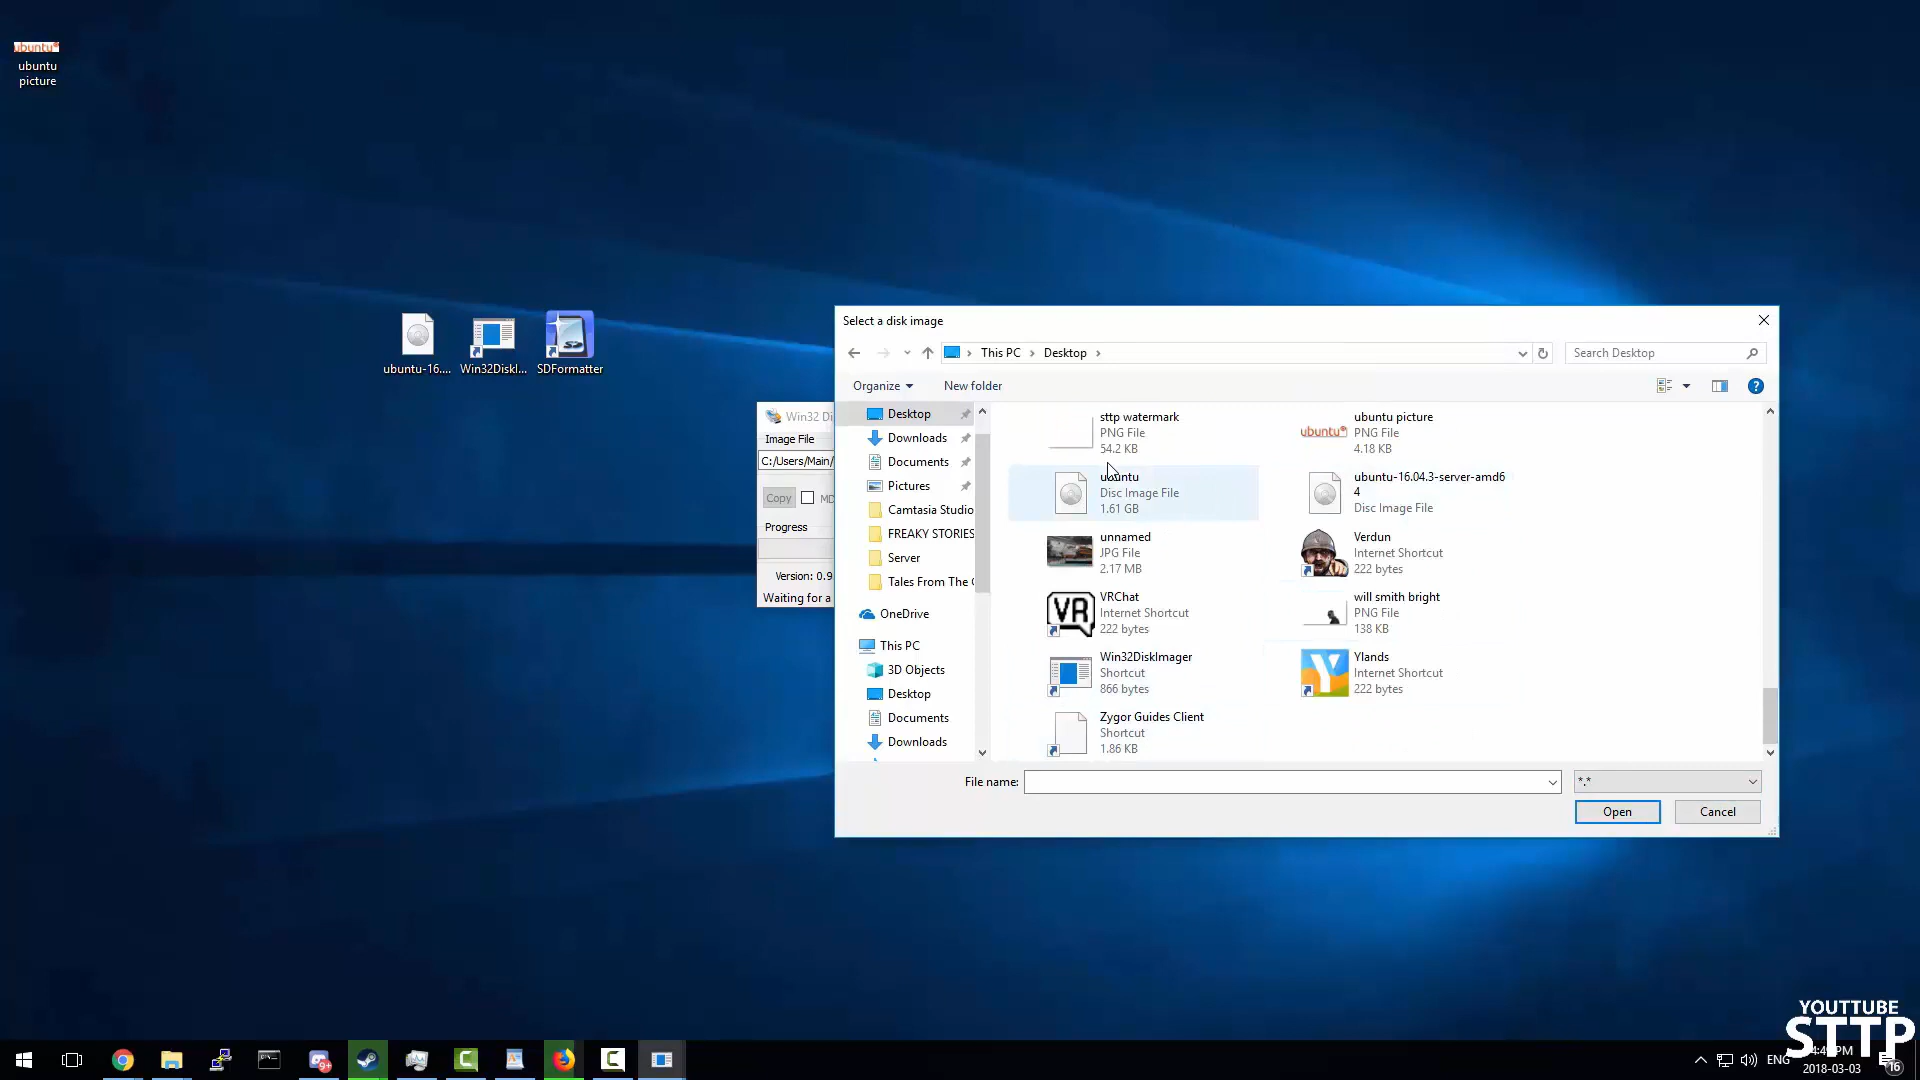 ubuntu®
ubuntu
picture
ubuntu-16....
Win32DiskI...
SDFormatter
Select a disk image
This PC
Desktop
Search Desktop
Organize
New folder
Desktop
Downloads
Documents
Pictures
Camtasia Studio
FREAKY STORIES
Server
Tales From The
OneDrive
This PC
3D Objects
Desktop
Documents
Downloads
sttp watermark
PNG File
54.2 KB
ubuntu®
ubuntu picture
PNG File
4.18 KB
ubuntu
Disc Image File
1.61 GB
ubuntu-16.04.3-server-amd6
4
Disc Image File
unnamed
JPG File
2.17 MB
Verdun
Internet Shortcut
222 bytes
VR
VRChat
Internet Shortcut
222 bytes
will smith bright
PNG File
138 KB
Win32DiskImager
Shortcut
866 bytes
Ylands
Internet Shortcut
222 bytes
Zygor Guides Client
Shortcut
1.86 KB
File name:
*.*
Open
Cancel
Win32 Di
Image File
C:/Users/Main/
Copy
MD
Progress
Version: 0.9
Waiting for a
YOUTTUBE
STTP
ENG
4:49 PM
2018-03-03
16